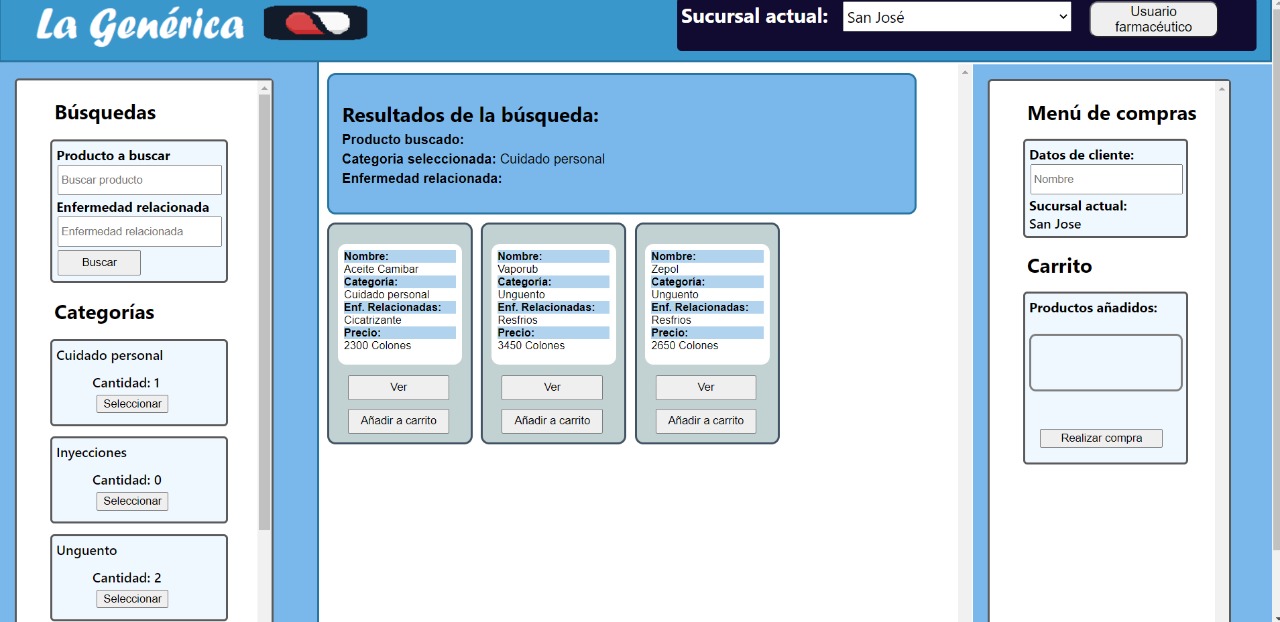 La Genérica
Sucursal actual:
San José
Usuario
farmacéutico
Búsquedas
Producto a buscar
Buscar producto
Enfermedad relacionada
Enfermedad relacionada
Buscar
Categorías
Cuidado personal
Cantidad: 1
Seleccionar
Inyecciones
Cantidad: 0
Seleccionar
Unguento
Cantidad: 2
Seleccionar
Resultados de la búsqueda:
Producto buscado:
Categoria seleccionada: Cuidado personal
Enfermedad relacionada:
Nombre:
Aceite Camibar
Categoría:
Cuidado personal
Enf. Relacionadas:
Cicatrizante
Precio:
2300 Colones
Ver
Añadir a carrito
Nombre:
Vaporub
Categoría:
Unguento
Enf. Relacionadas:
Resfrios
Precio:
3450 Colones
Ver
Añadir a carrito
Nombre:
Zepol
Categoría:
Unguento
Enf. Relacionadas:
Resfrios
Precio:
2650 Colones
Ver
Añadir a carrito
Menú de compras
Datos de cliente:
Nombre
Sucursal actual:
San Jose
Carrito
Productos añadidos:
Realizar compra